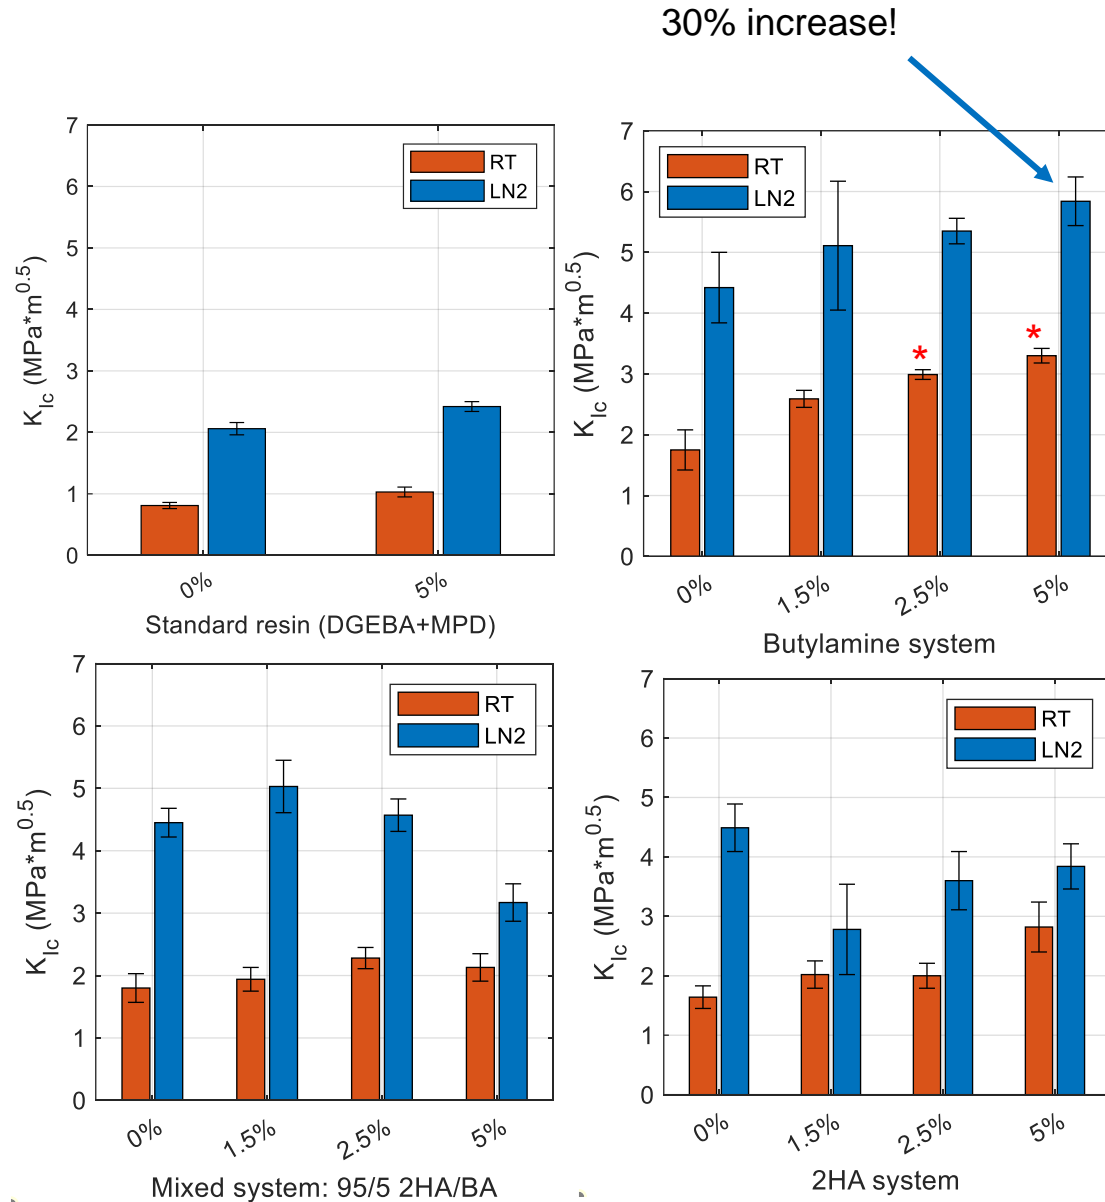 30% increase!
7
6
5
4
3
2
1
0
K_Ic (MPa*m^0.5)
RT
LN2
0%
5%
Standard resin (DGEBA+MPD)
7
6
5
4
3
2
1
0
K_Ic (MPa*m^0.5)
RT
LN2
*
*
0%
1.5%
2.5%
5%
Butylamine system
7
6
5
4
3
2
1
0
K_Ic (MPa*m^0.5)
RT
LN2
0%
1.5%
2.5%
5%
Mixed system: 95/5 2HA/BA
7
6
5
4
3
2
1
0
K_Ic (MPa*m^0.5)
RT
LN2
0%
1.5%
2.5%
5%
2HA system